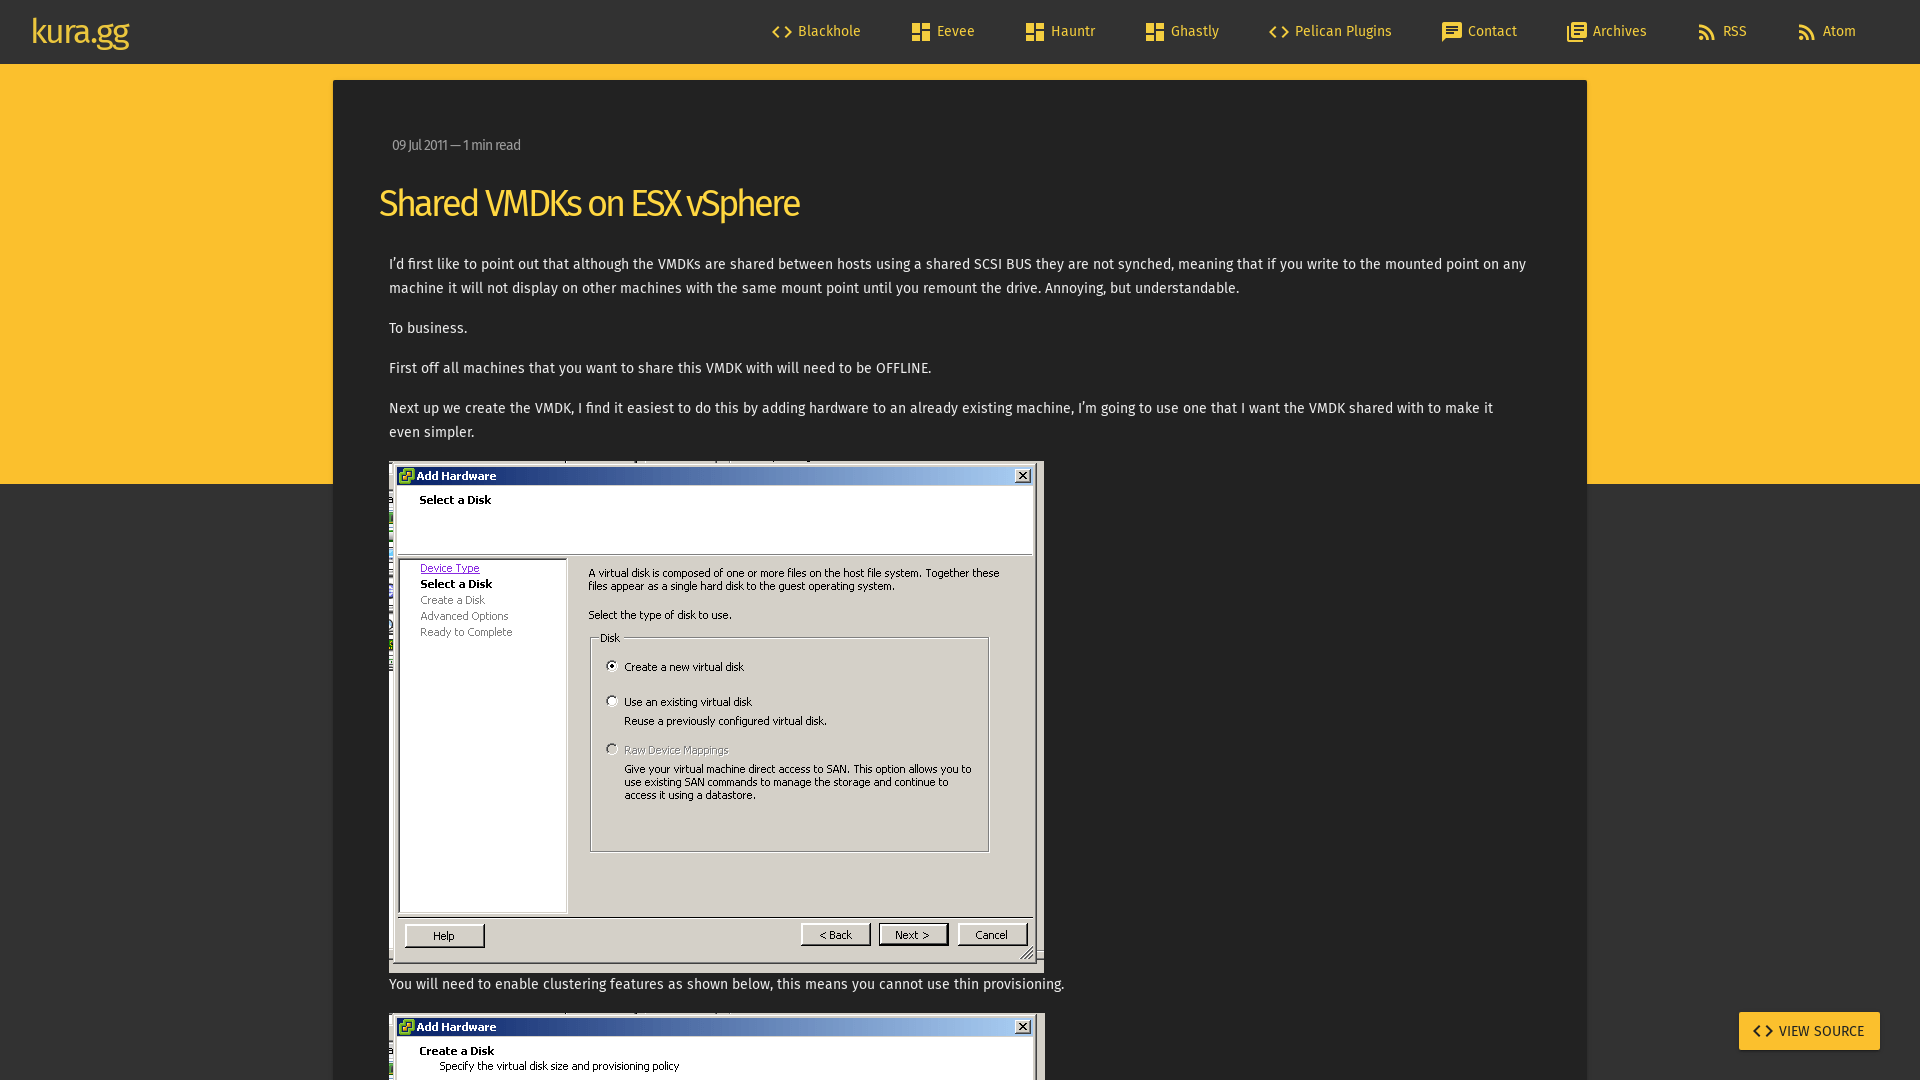 kura.gg
Blackhole
Eevee
Hauntr
Ghastly
Pelican Plugins
Contact
Archives
RSS
Atom
09 Jul 2011 — 1 min read
Shared VMDKs on ESX vSphere
I’d first like to point out that although the VMDKs are shared between hosts using a shared SCSI BUS they are not synched, meaning that if you write to the mounted point on any
machine it will not display on other machines with the same mount point until you remount the drive. Annoying, but understandable.
To business.
First off all machines that you want to share this VMDK with will need to be OFFLINE.
Next up we create the VMDK, I find it easiest to do this by adding hardware to an already existing machine, I’m going to use one that I want the VMDK shared with to make it
even simpler.
Add Hardware
Select a Disk
Device Type
Select a Disk
Create a Disk
Advanced Options
Ready to Complete
A virtual disk is composed of one or more files on the host file system. Together these
files appear as a single hard disk to the guest operating system.
Select the type of disk to use.
Disk
Create a new virtual disk
Use an existing virtual disk
Reuse a previously configured virtual disk.
Raw Device Mappings
Give your virtual machine direct access to SAN. This option allows you to
use existing SAN commands to manage the storage and continue to
access it using a datastore.
Help
< Back
Next >
Cancel
You will need to enable clustering features as shown below, this means you cannot use thin provisioning.
Add Hardware
Create a Disk
Specify the virtual disk size and provisioning policy
VIEW SOURCE